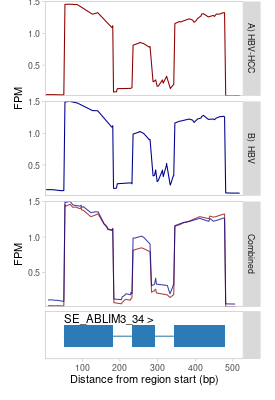 1.5
1.0
0.5
FPM
A) HBV-HCC
1.5
1.0
0.5
B) HBV
1.5
1.0
0.5
FPM
Combined
SE_ABLIM3_34 >
100 200 300 400 500
Distance from region start (bp)